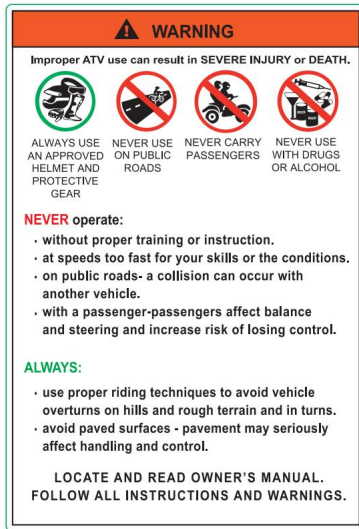 WARNING
Improper ATV use can result in SEVERE INJURY or DEATH.
ALWAYS USE
AN APPROVED
HELMET AND
PROTECTIVE
GEAR
NEVER USE
ON PUBLIC
ROADS
NEVER CARRY
PASSENGERS
NEVER USE
WITH DRUGS
OR ALCOHOL
NEVER operate:
· without proper training or instruction.
· at speeds too fast for your skills or the conditions.
· on public roads- a collision can occur with
another vehicle.
· with a passenger-passengers affect balance
and steering and increase risk of losing control.
ALWAYS:
· use proper riding techniques to avoid vehicle
overturns on hills and rough terrain and in turns.
· avoid paved surfaces - pavement may seriously
affect handling and control.
LOCATE AND READ OWNER'S MANUAL.
FOLLOW ALL INSTRUCTIONS AND WARNINGS.